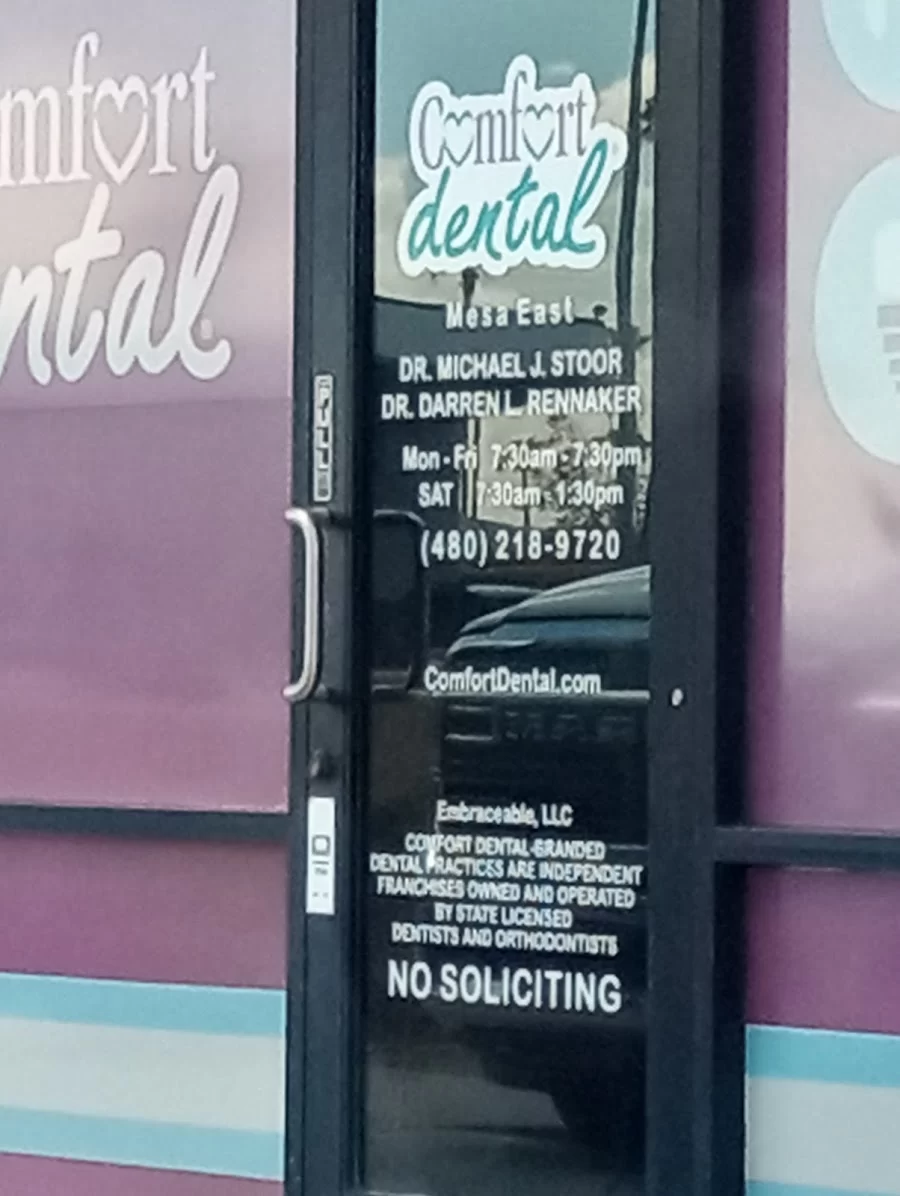 Comfort
dental
mfort
ntal
Mesa East
DR. MICHAEL J. STOOR
DR. DARREN L. RENNAKER
Mon - Fri 7:30am - 7:30pm
SAT 7:30am - 1:30pm
(480) 218-9720
PULL
ComfortDental.com
Embraceable, LLC
COMFORT DENTAL-BRANDED
DENTAL PRACTICES ARE INDEPENDENT
FRANCHISES OWNED AND OPERATED
BY STATE LICENSED
DENTISTS AND ORTHODONTISTS
NO SOLICITING